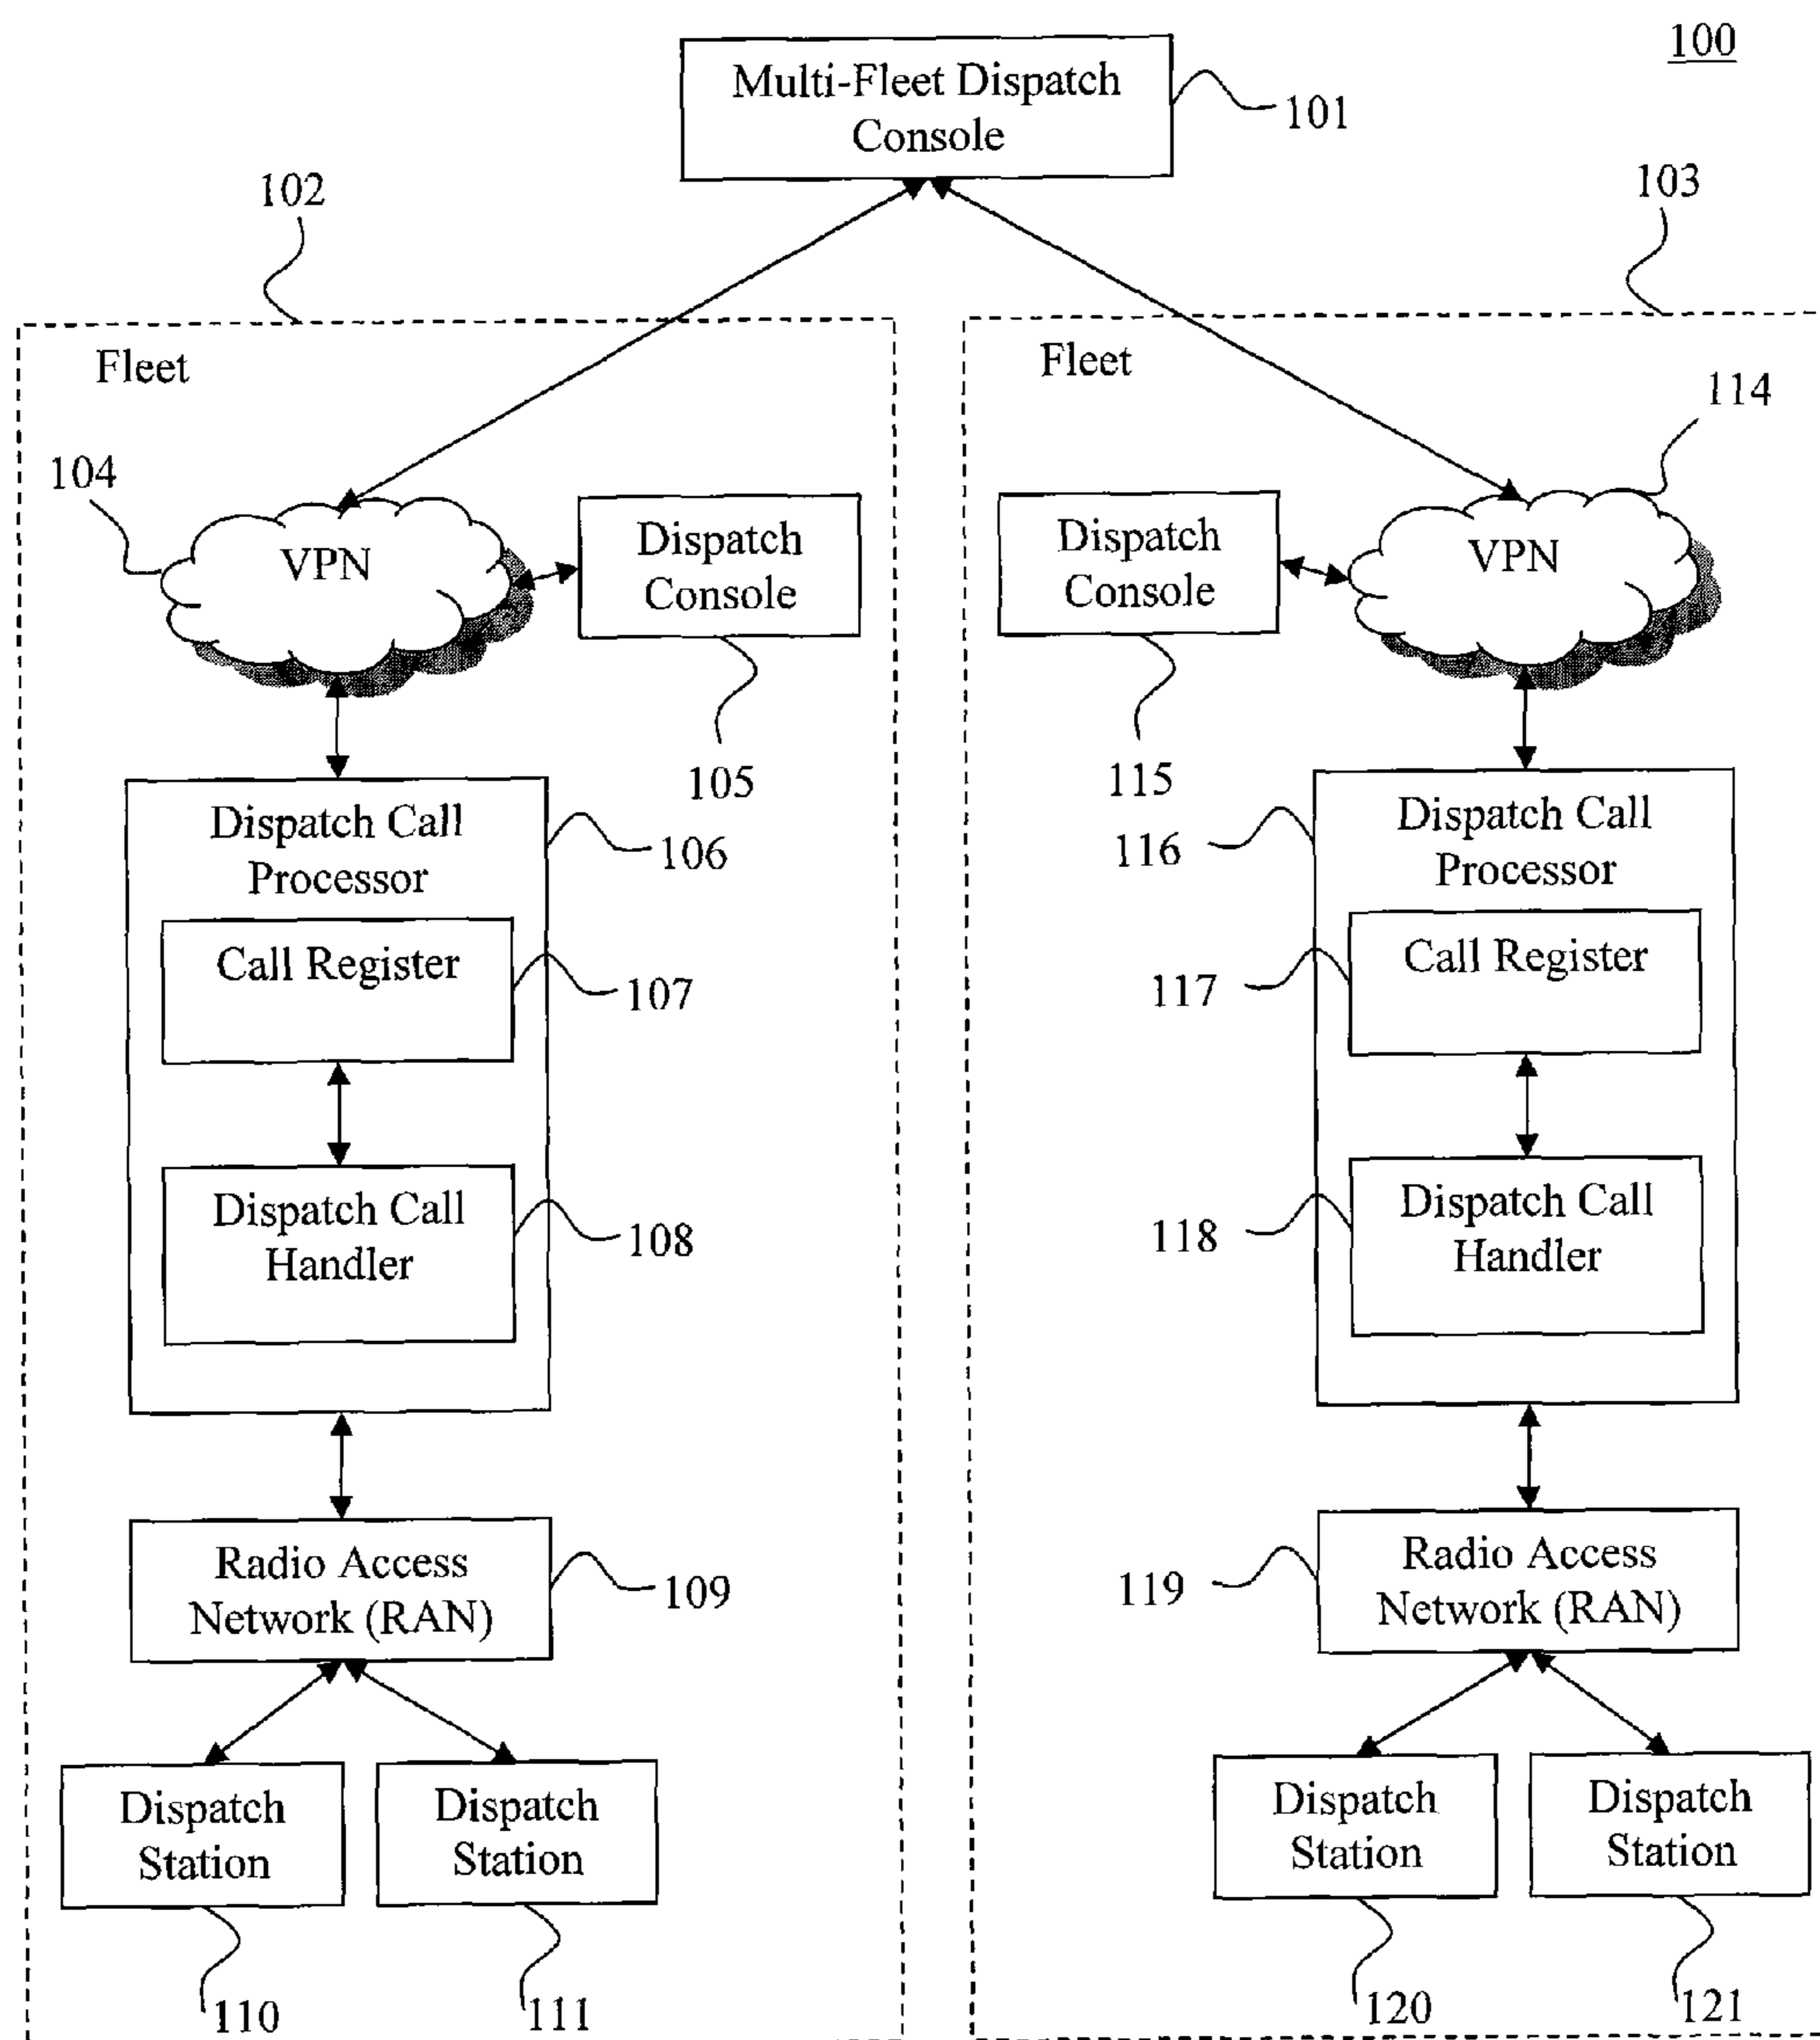 100
Multi-Fleet Dispatch
Console
101
102
103
Fleet
Fleet
104
114
VPN
Dispatch
Console
Dispatch
Console
VPN
105
115
Dispatch Call
Processor
106
116
Dispatch Call
Processor
Call Register
107
117
Call Register
Dispatch Call
Handler
108
118
Dispatch Call
Handler
Radio Access
Network (RAN)
109
119
Radio Access
Network (RAN)
Dispatch
Station
Dispatch
Station
Dispatch
Station
Dispatch
Station
110
111
120
121